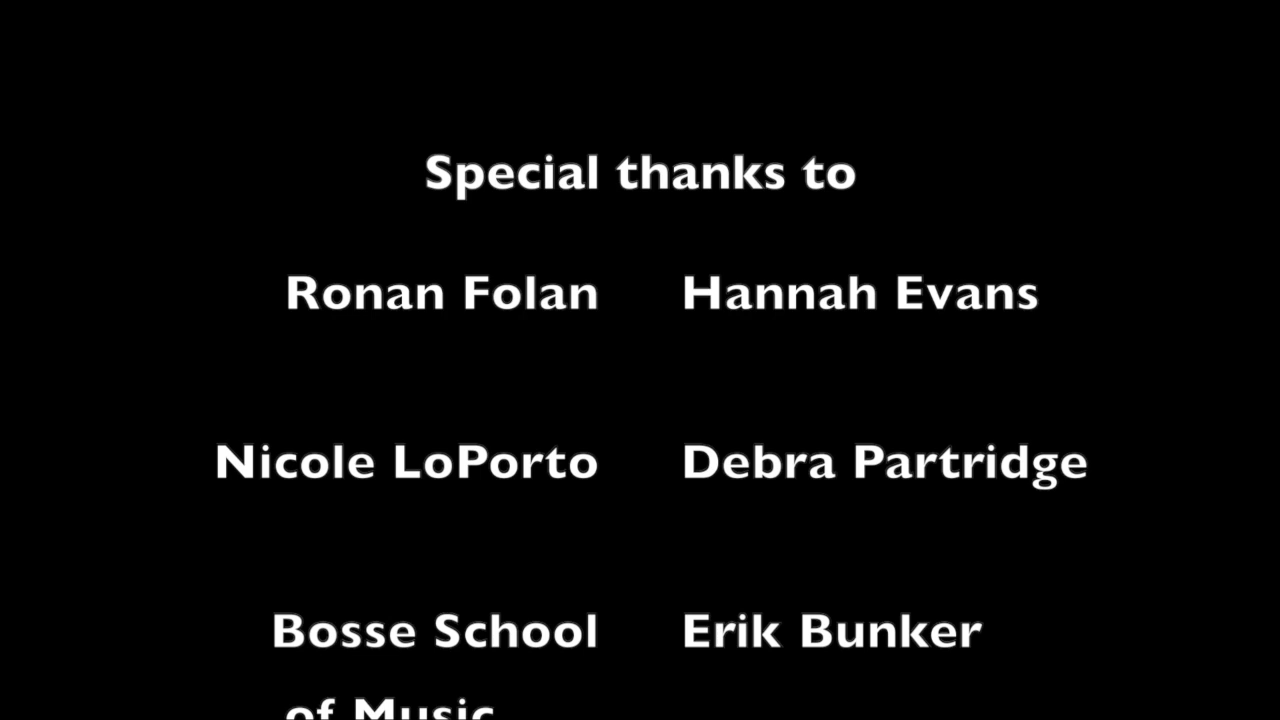 Special thanks to
Ronan Folan Hannah Evans
Nicole LoPorto Debra Partridge
Bosse School Erik Bunker
of Music